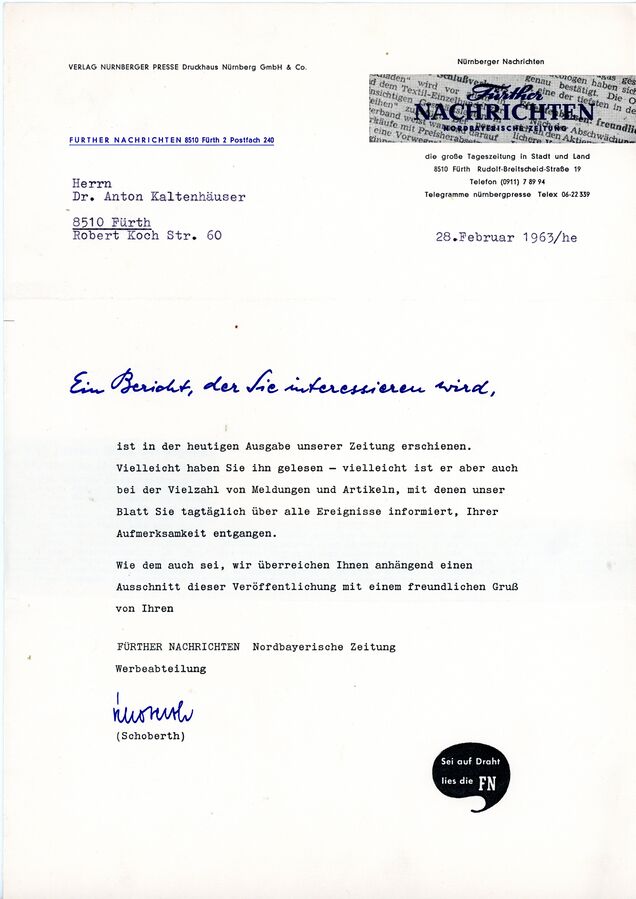 VERLAG NURNBERGER PRESSE Druckhaus Nürnberg GmbH & Co.
Nürnberger Nachrichten
Fürther
NACHRICHTEN
NORDBAYERISCHE ZEITUNG
FURTHER NACHRICHTEN 8510 Fürth 2 Postfach 240
die große Tageszeitung in Stadt und Land
8510 Fürth Rudolf-Breitscheid-Straße 19
Telefon (0911) 7 89 94
Telegramme nürnbergpresse Telex 06-22 339
Herrn
Dr. Anton Kaltenhäuser
8510 Fürth
Robert Koch Str. 60
28.Februar 1963/he
Ein Bericht, der Sie interessieren wird,
ist in der heutigen Ausgabe unserer Zeitung erschienen.
Vielleicht haben Sie ihn gelesen – vielleicht ist er aber auch
bei der Vielzahl von Meldungen und Artikeln, mit denen unser
Blatt Sie tagtäglich über alle Ereignisse informiert, Ihrer
Aufmerksamkeit entgangen.
Wie dem auch sei, wir überreichen Ihnen anhängend einen
Ausschnitt dieser Veröffentlichung mit einem freundlichen Gruß
von Ihren
FÜRTHER NACHRICHTEN Nordbayerische Zeitung
Werbeabteilung
(Schoberth)
Sei auf Draht
lies die FN